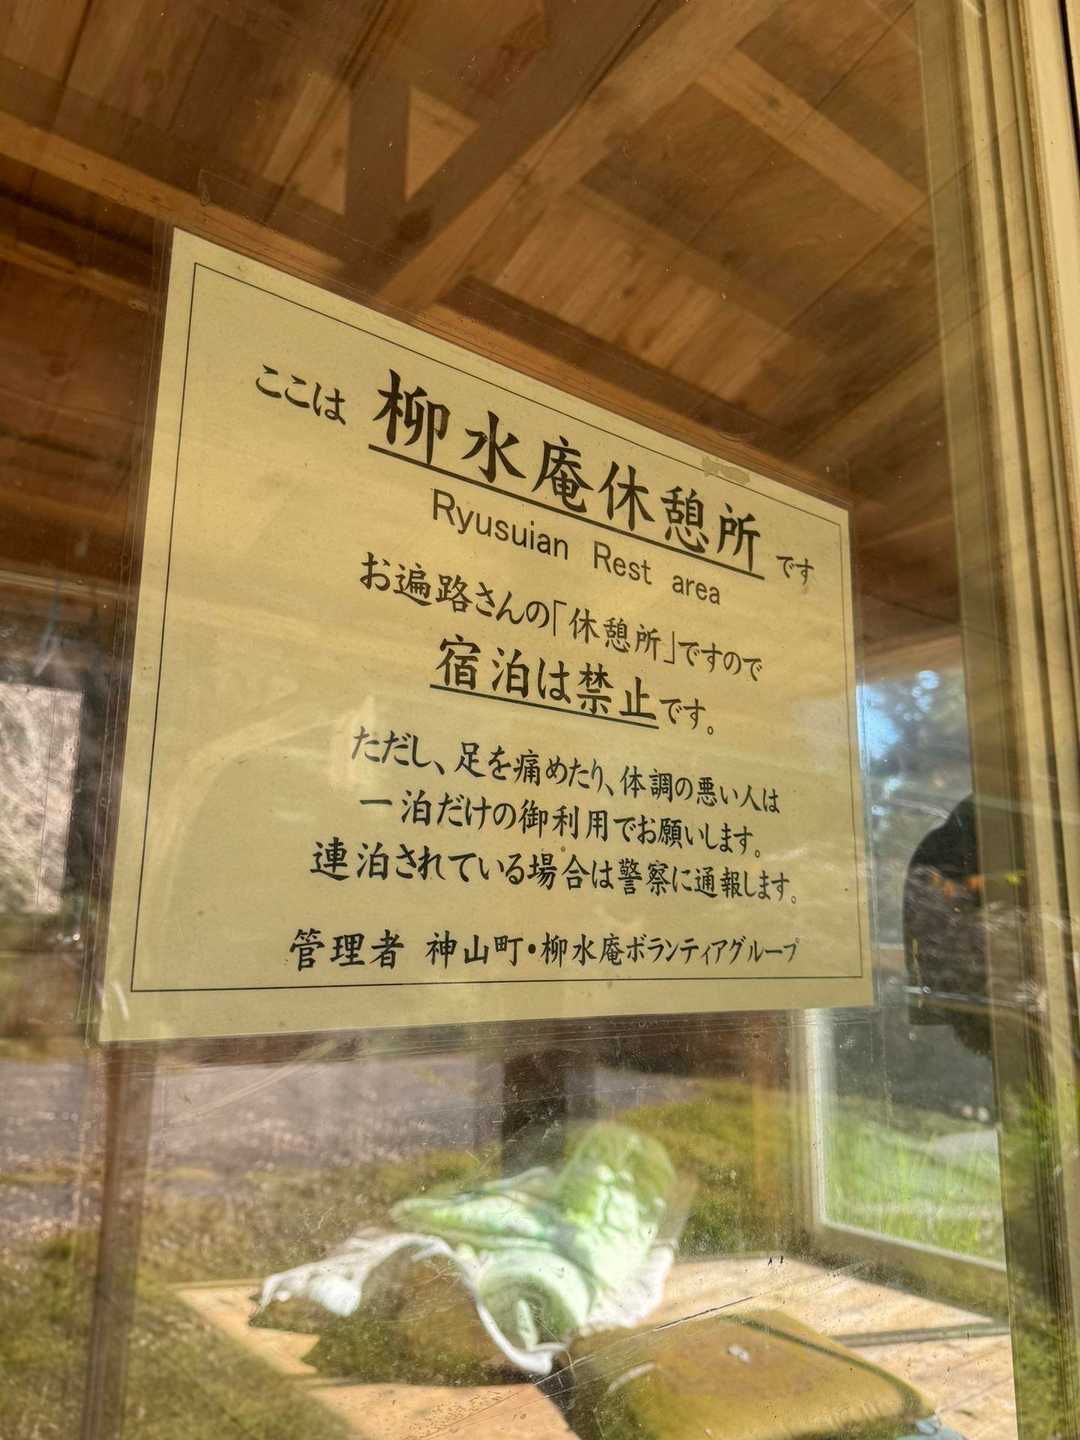 ここは 柳水庵休憩所 です
Ryusuian Rest area
お遍路さんの「休憩所」ですので
宿泊は禁止です。
ただし、足を痛めたり、体調の悪い人は
一泊だけの御利用でお願いします。
連泊されている場合は警察に通報します。
管理者 神山町・柳水庵ボランティアグループ